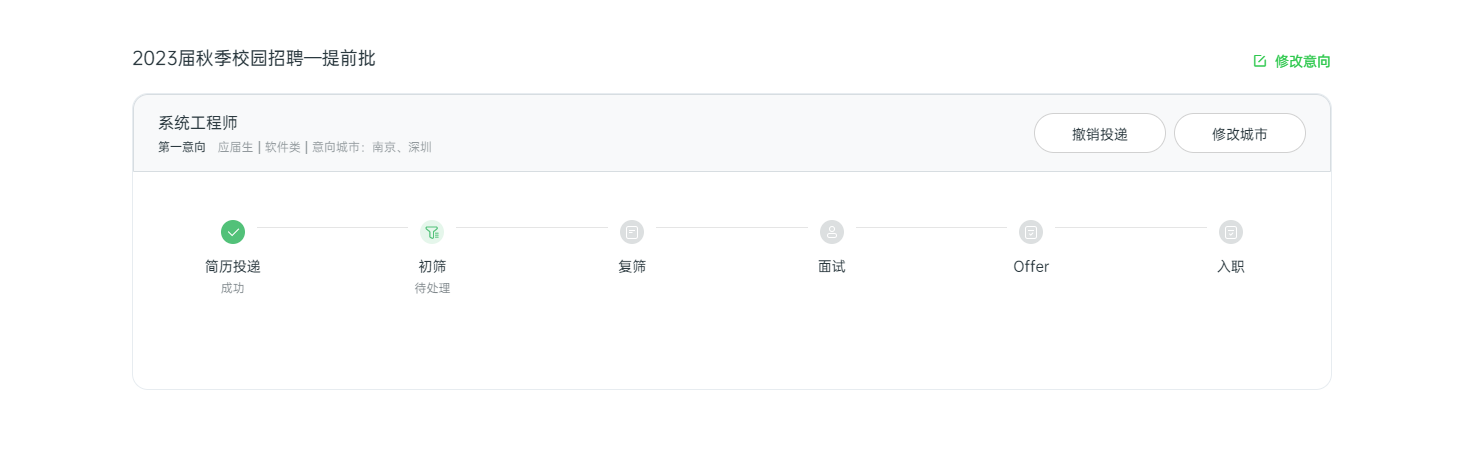 2023届秋季校园招聘—提前批
修改意向
系统工程师
第一意向 应届生 | 软件类 | 意向城市：南京、深圳
撤销投递
修改城市
简历投递
成功
初筛
待处理
复筛
面试
Offer
入职